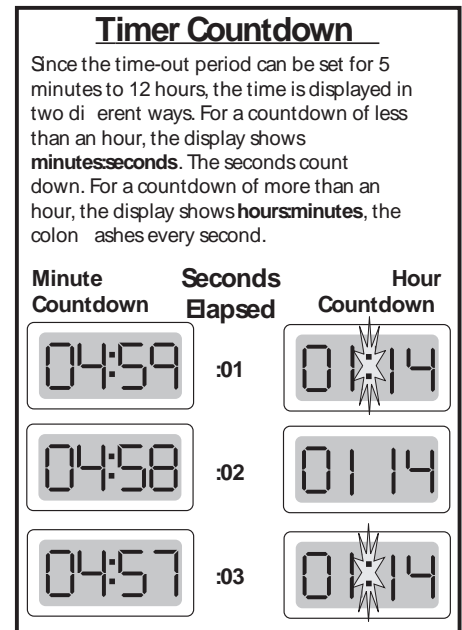 Timer Countdown
Since the time-out period can be set for 5
minutes to 12 hours, the time is displayed in
two di erent ways. For a countdown of less
than an hour, the display shows
minutes:seconds. The seconds count
down. For a countdown of more than an
hour, the display shows hours:minutes, the
colon ashes every second.
Minute Countdown
Seconds Elapsed
Hour Countdown
04:59 :01 01:14
04:58 :02 01 14
04:57 :03 01:14